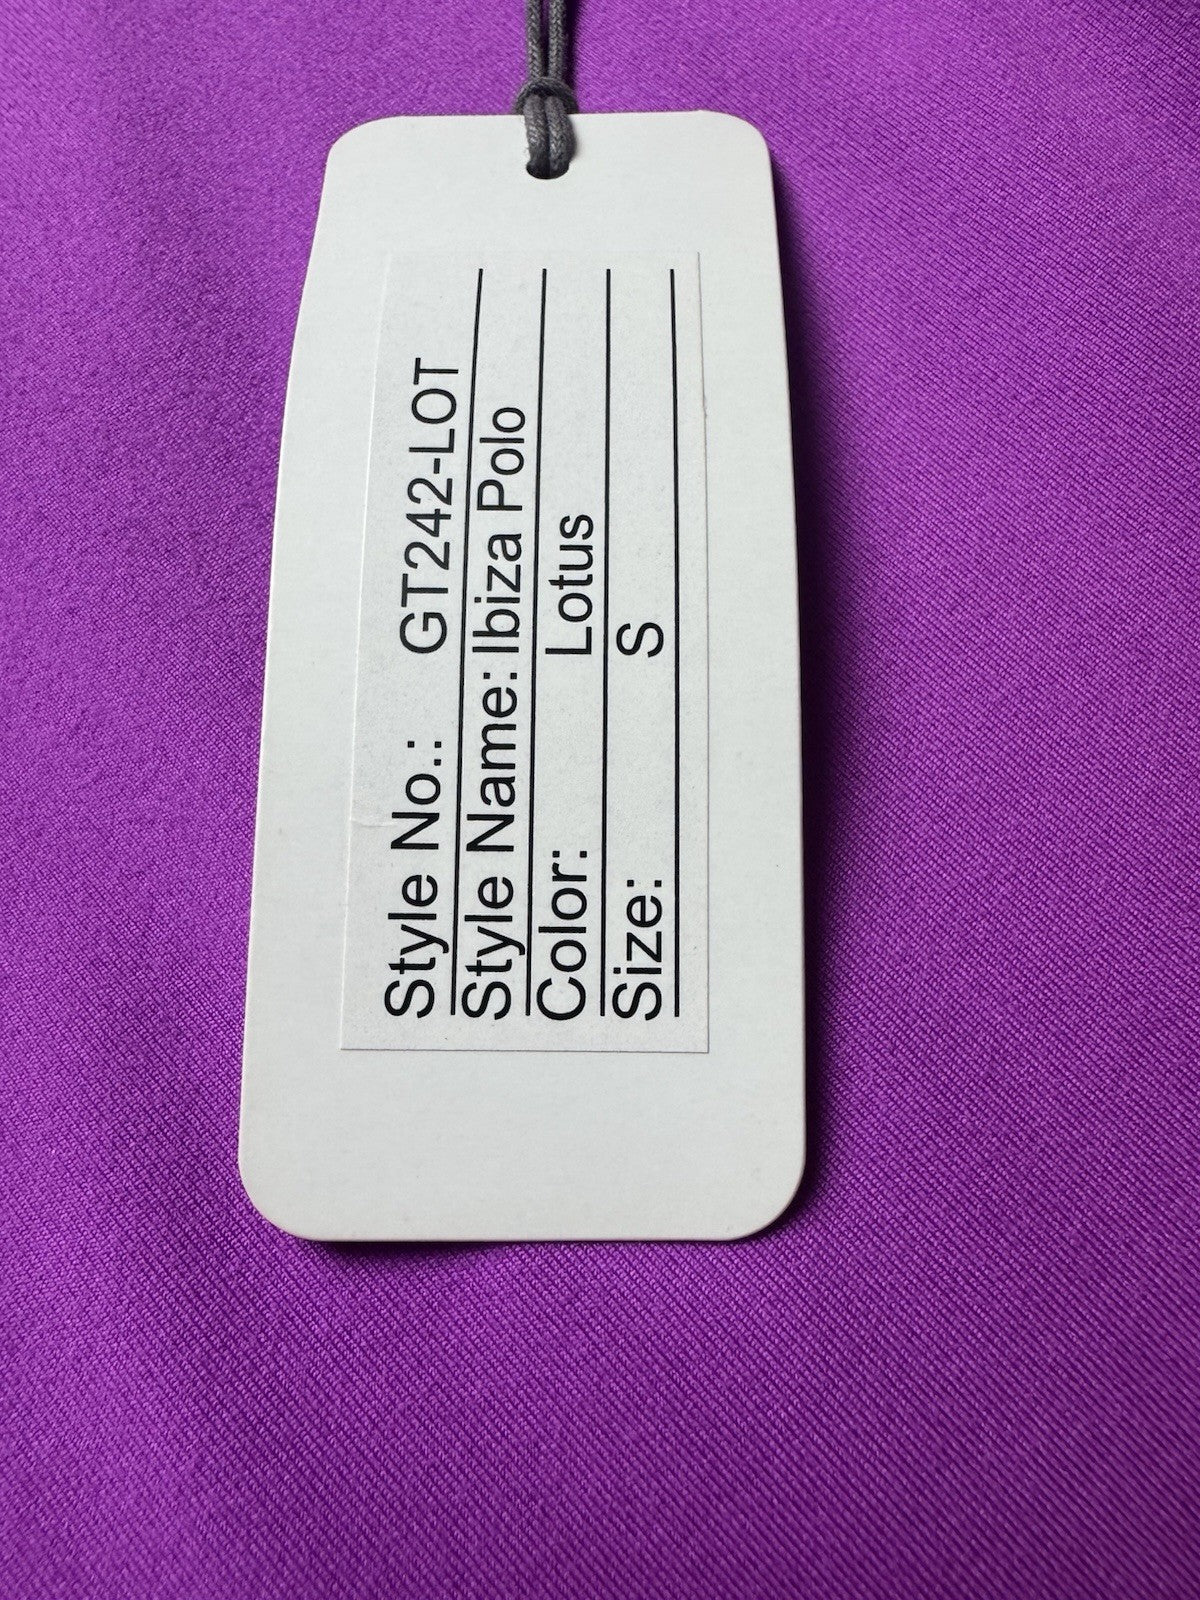 Style No.: GT242-LOT
Style Name: Ibiza Polo
Color: Lotus
Size: S